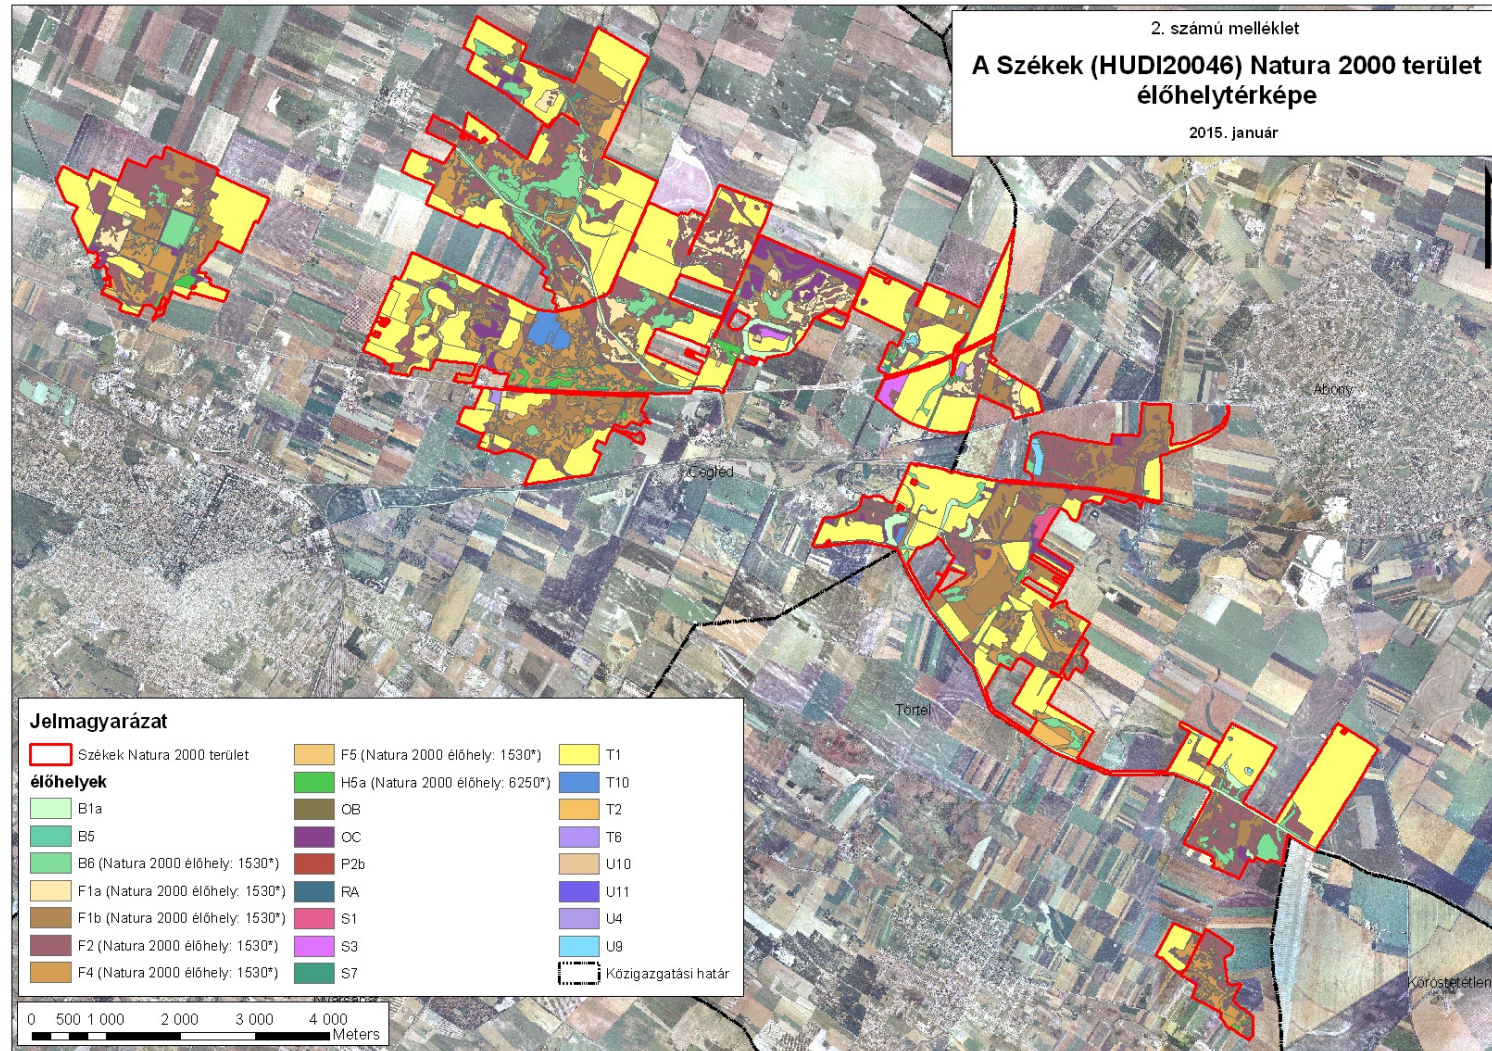 2. számú melléklet
A Székek (HUDI20046) Natura 2000 terület
élőhelytérképe
2015. január
Abony
Cegléd
Törtel
Kőröstetétlen
Nyársapát
Jelmagyarázat
Székek Natura 2000 terület
élőhelyek
B1a
B5
B6 (Natura 2000 élőhely: 1530*)
F1a (Natura 2000 élőhely: 1530*)
F1b (Natura 2000 élőhely: 1530*)
F2 (Natura 2000 élőhely: 1530*)
F4 (Natura 2000 élőhely: 1530*)
F5 (Natura 2000 élőhely: 1530*)
H5a (Natura 2000 élőhely: 6250*)
OB
OC
P2b
RA
S1
S3
S7
T1
T10
T2
T6
U10
U11
U4
U9
Közigazgatási határ
0 500 1 000 2 000 3 000 4 000
Meters